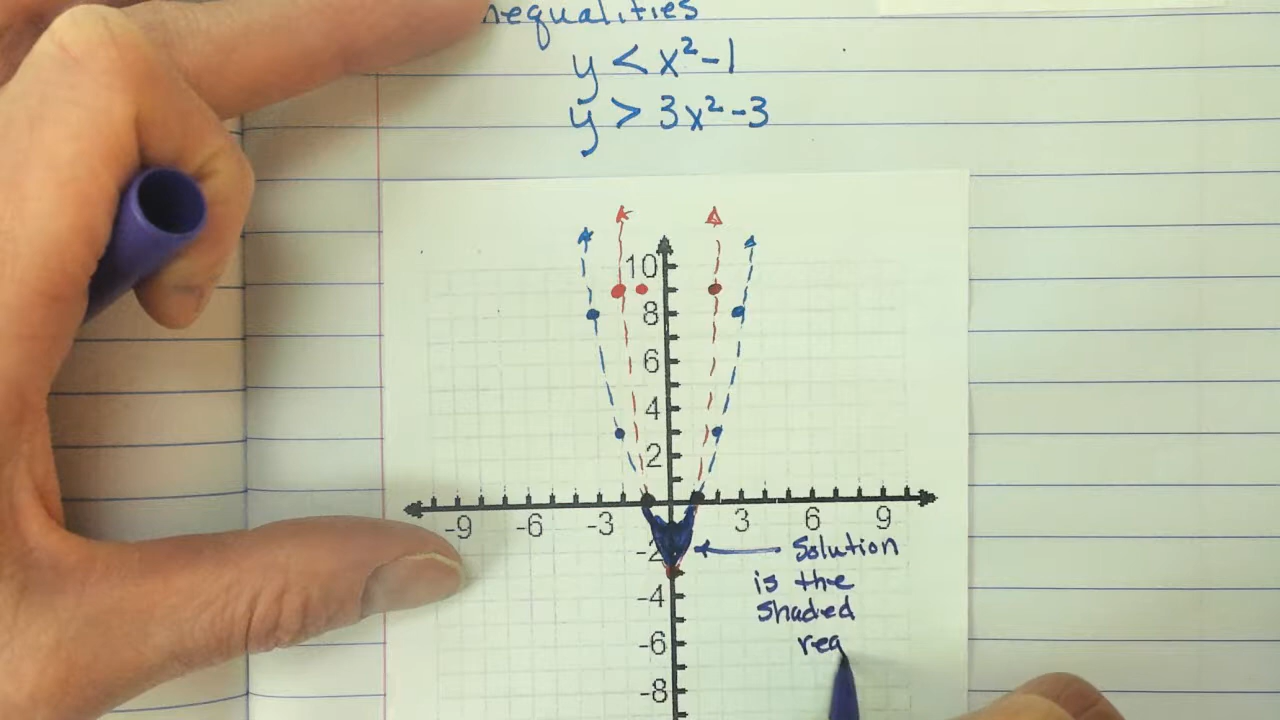 nequalities
y < x² - 1
y > 3x² - 3
10
8
6
4
2
-9 -6 -3 3 6 9
-2
-4
-6
-8
Solution
is the
shaded
reg